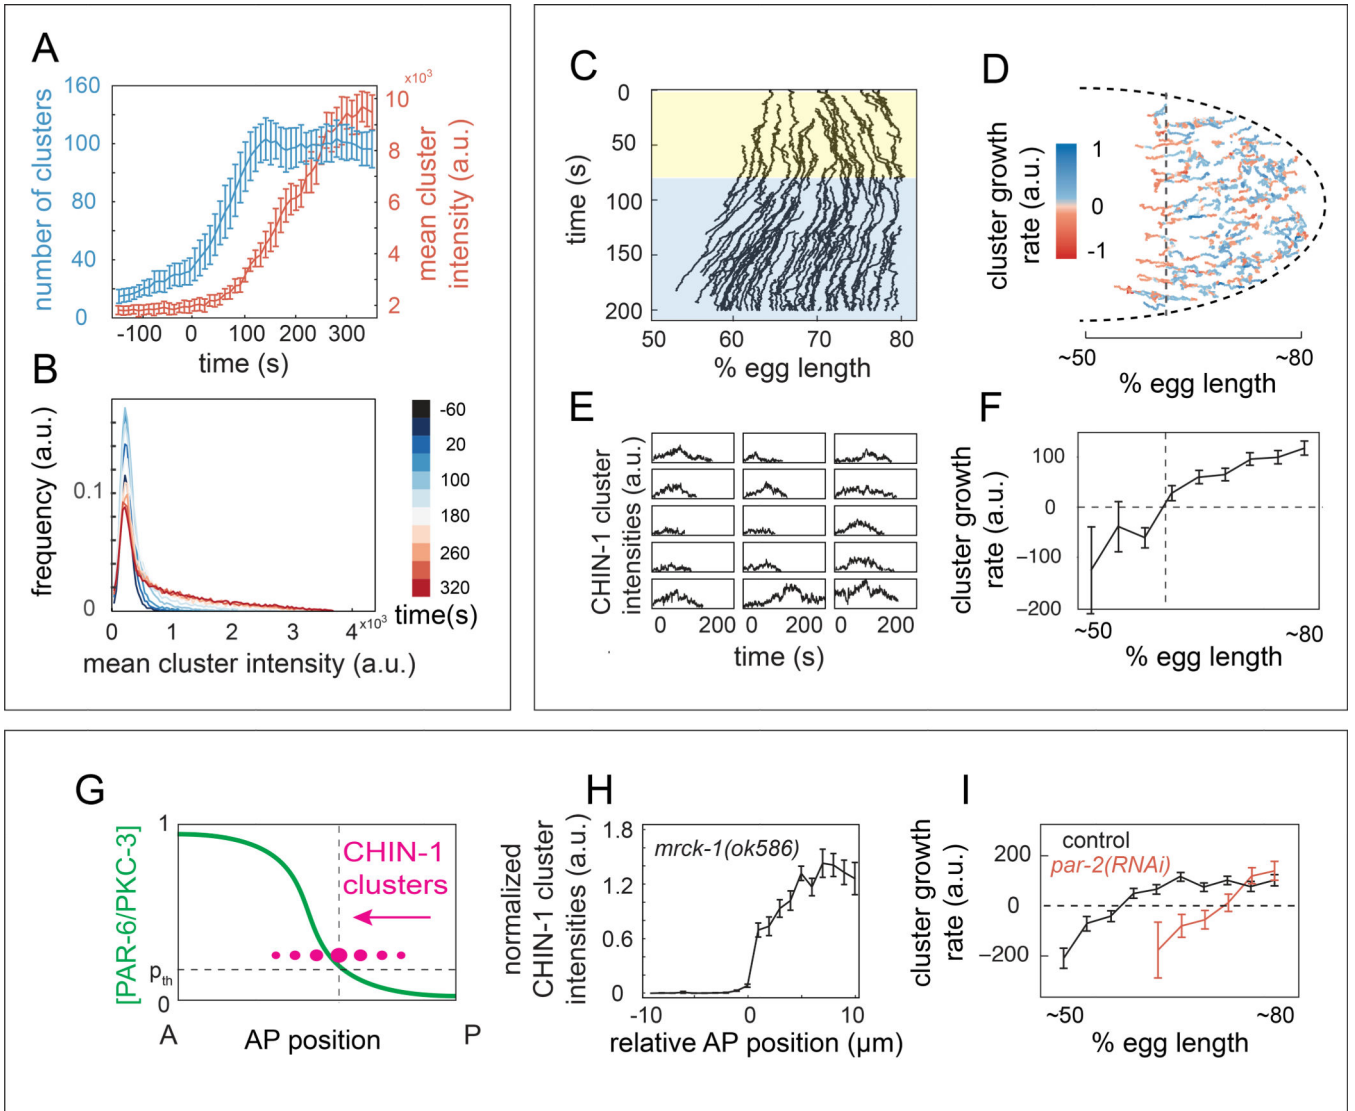 A
number of clusters
160
100
80
40
0
×10³
10
8
6
4
2
mean cluster
intensity (a.u.)
-100 0 100 200 300
time (s)
B
frequency (a.u.)
0.1
0
0 1 2 3 4 ×10³
mean cluster intensity (a.u.)
-60
20
100
180
260
320
time(s)
C
time (s)
0
50
100
150
200
50 60 70 80
% egg length
D
cluster growth
rate (a.u.)
1
0
-1
~50 ~80
% egg length
E
CHIN-1 cluster
intensities (a.u.)
0 200 0 200 0 200
time (s)
F
cluster growth
rate (a.u.)
100
0
−100
−200
~50 ~80
% egg length
G
[PAR-6/PKC-3]
1
pth
0
CHIN-1
clusters
A P
AP position
H
normalized
CHIN-1 cluster
intensities (a.u.)
1.8
1.2
0.6
0
mrck-1(ok586)
-10 0 10
relative AP position (μm)
I
cluster growth
rate (a.u.)
200
0
−200
control
par-2(RNAi)
~50 ~80
% egg length